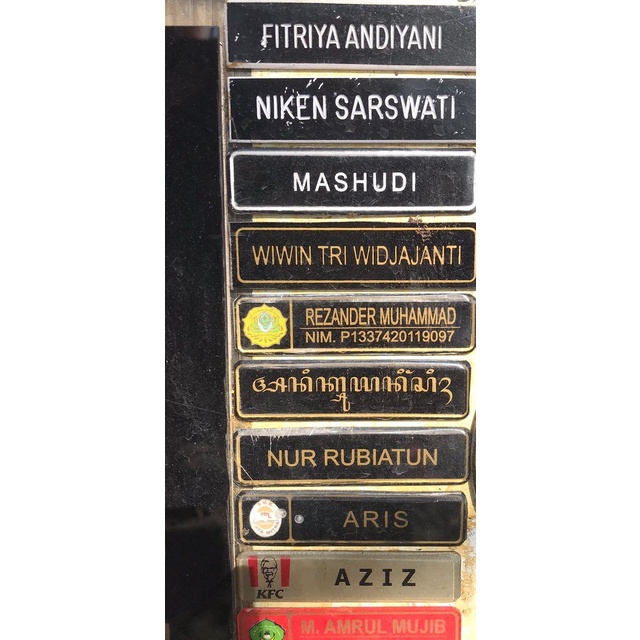 FITRIYA ANDIYANI
NIKEN SARSWATI
MASHUDI
WIWIN TRI WIDJAJANTI
REZANDER MUHAMMAD
NIM. P1337420119097
NUR RUBIATUN
ARIS
KFC
AZIZ
M. AMRUL MUJIB